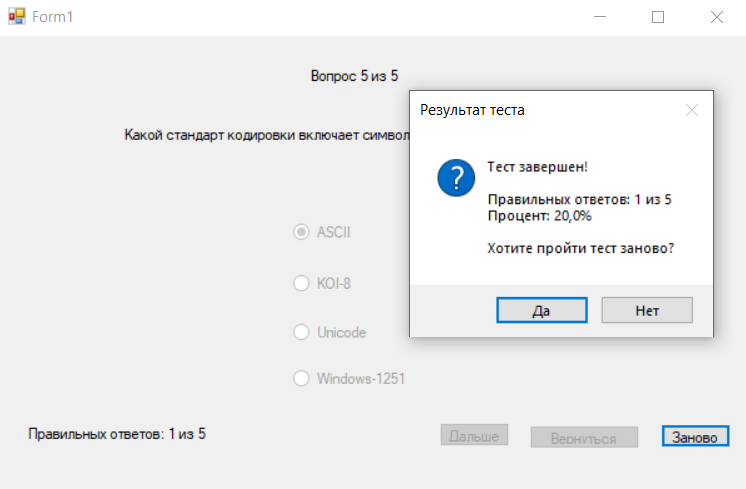 Form1
Вопрос 5 из 5
Какой стандарт кодировки включает символ
ASCII
KOI-8
Unicode
Windows-1251
Правильных ответов: 1 из 5
Дальше
Вернуться
Заново
Результат теста
Тест завершен!
Правильных ответов: 1 из 5
Процент: 20,0%
Хотите пройти тест заново?
Да
Нет